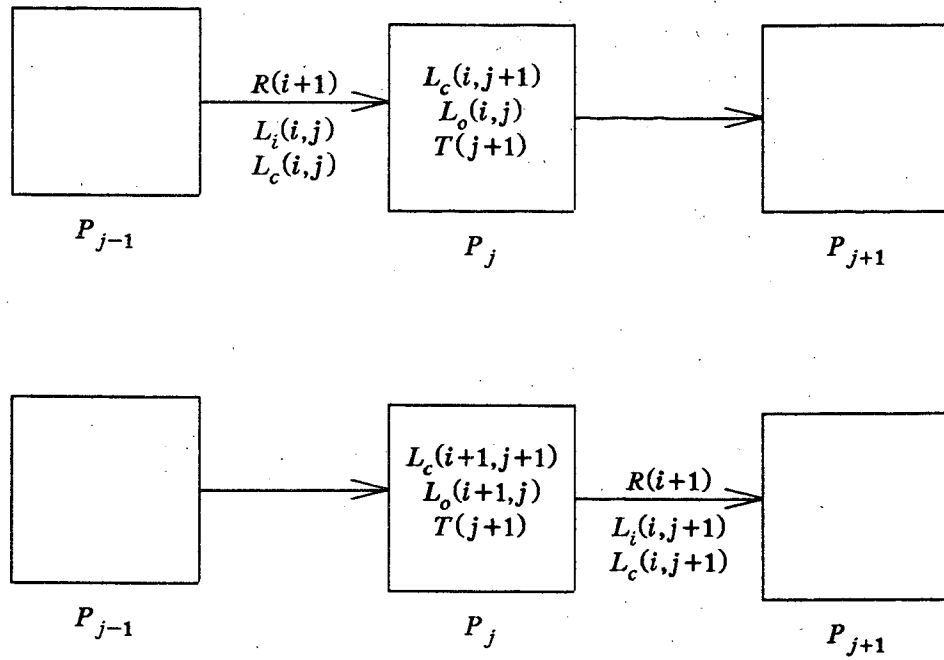 R(i+1)
L_i(i,j)
L_c(i,j)
L_c(i,j+1)
L_o(i,j)
T(j+1)
P_{j−1}
P_j
P_{j+1}
L_c(i+1,j+1)
L_o(i+1,j)
T(j+1)
R(i+1)
L_i(i,j+1)
L_c(i,j+1)
P_{j−1}
P_j
P_{j+1}